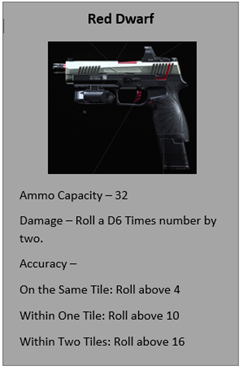 Red Dwarf
Ammo Capacity – 32
Damage – Roll a D6 Times number by
two.
Accuracy –
On the Same Tile: Roll above 4
Within One Tile: Roll above 10
Within Two Tiles: Roll above 16